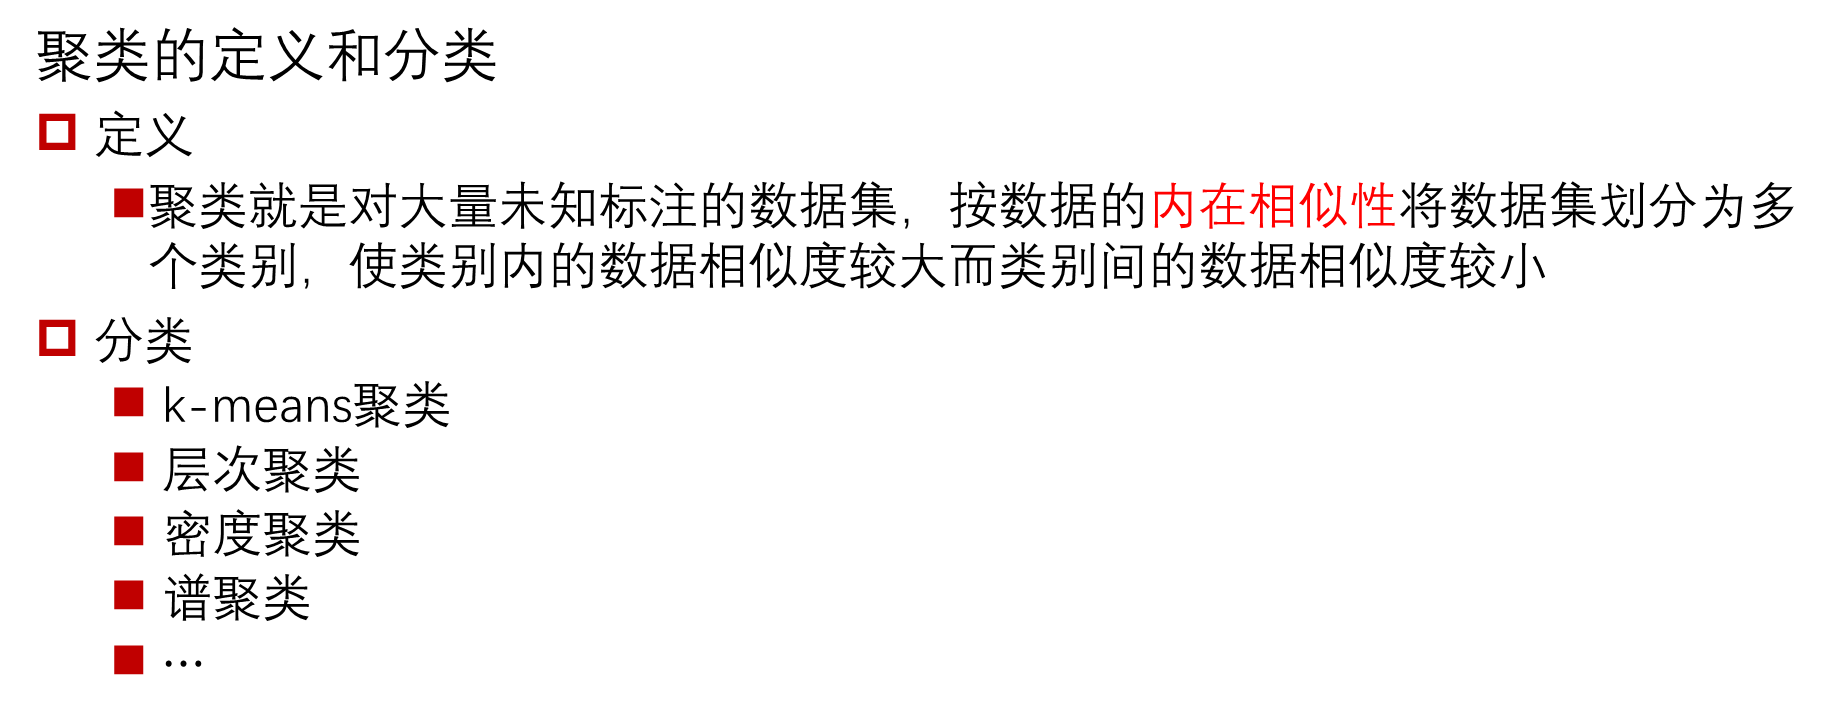 聚类的定义和分类
定义
聚类就是对大量未知标注的数据集，按数据的内在相似性将数据集划分为多
个类别，使类别内的数据相似度较大而类别间的数据相似度较小
分类
k-means聚类
层次聚类
密度聚类
谱聚类
…